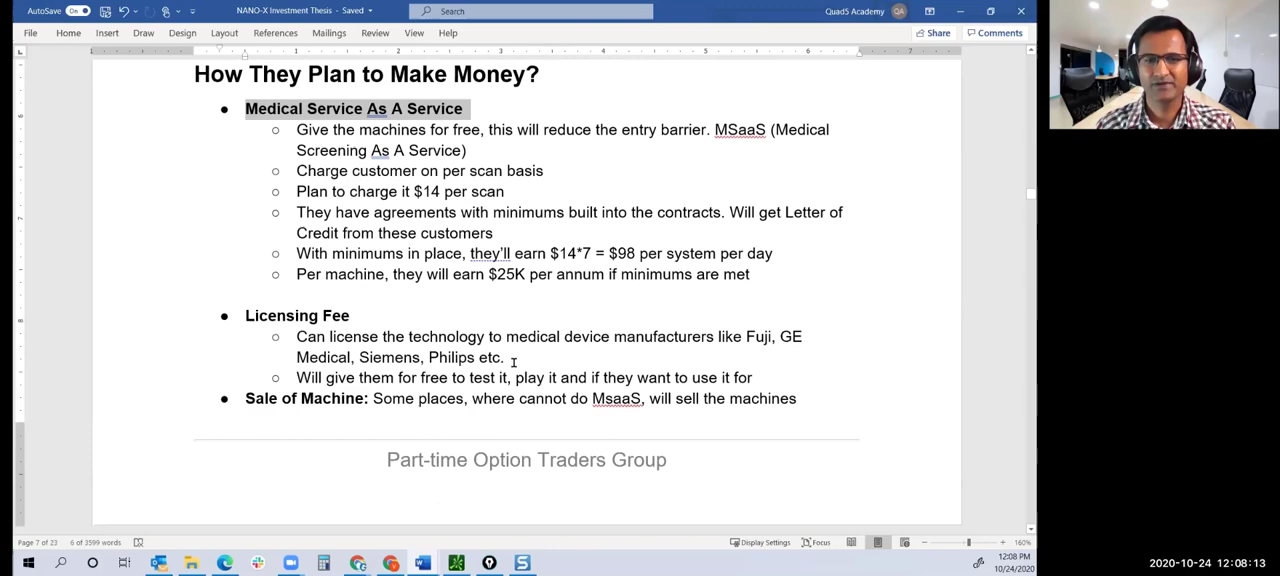 AutoSave On NANO-X Investment Thesis - Saved Search Quad5 Academy QA
File Home Insert Draw Design Layout References Mailings Review View Help Share Comments
How They Plan to Make Money?
● Medical Service As A Service
○ Give the machines for free, this will reduce the entry barrier. MSaaS (Medical
Screening As A Service)
○ Charge customer on per scan basis
○ Plan to charge it $14 per scan
○ They have agreements with minimums built into the contracts. Will get Letter of
Credit from these customers
○ With minimums in place, they'll earn $14*7 = $98 per system per day
○ Per machine, they will earn $25K per annum if minimums are met
● Licensing Fee
○ Can license the technology to medical device manufacturers like Fuji, GE
Medical, Siemens, Philips etc.
○ Will give them for free to test it, play it and if they want to use it for
● Sale of Machine: Some places, where cannot do MsaaS, will sell the machines
Part-time Option Traders Group
Page 7 of 23 6 of 3599 words Display Settings Focus 160%
12:08 PM
10/24/2020
2020-10-24 12:08:13